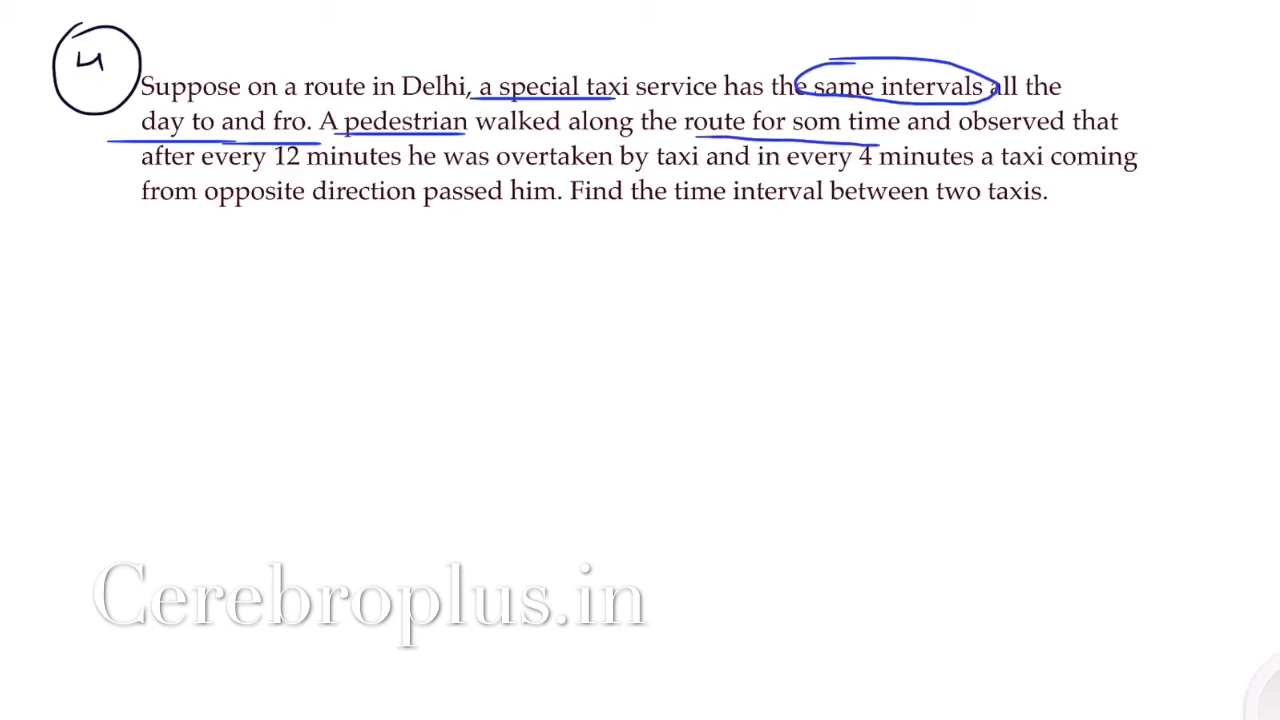 4
Suppose on a route in Delhi, a special taxi service has the same intervals all the
day to and fro. A pedestrian walked along the route for som time and observed that
after every 12 minutes he was overtaken by taxi and in every 4 minutes a taxi coming
from opposite direction passed him. Find the time interval between two taxis.
Cerebroplus.in